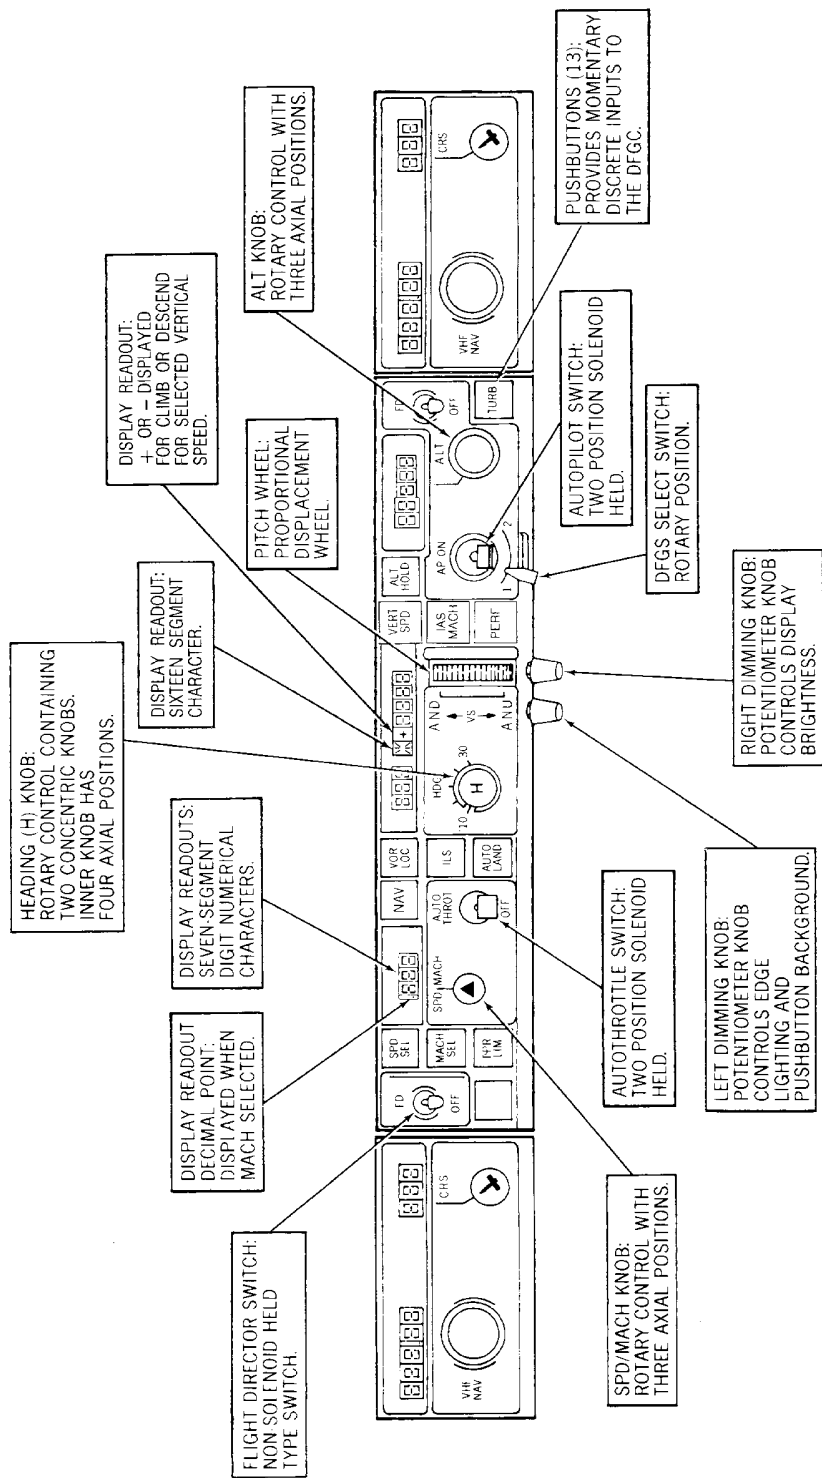 HEADING (H) KNOB:
ROTARY CONTROL CONTAINING
TWO CONCENTRIC KNOBS.
INNER KNOB HAS
FOUR AXIAL POSITIONS.
DISPLAY READOUT:
+ OR – DISPLAYED
FOR CLIMB OR DESCEND
FOR SELECTED VERTICAL
SPEED.
DISPLAY READOUT
DECIMAL POINT:
DISPLAYED WHEN
MACH SELECTED.
DISPLAY READOUTS:
SEVEN-SEGMENT
DIGIT NUMERICAL
CHARACTERS.
DISPLAY READOUT:
SIXTEEN SEGMENT
CHARACTER.
PITCH WHEEL:
PROPORTIONAL
DISPLACEMENT
WHEEL.
ALT KNOB:
ROTARY CONTROL WITH
THREE AXIAL POSITIONS.
FLIGHT DIRECTOR SWITCH:
NON-SOLENOID HELD
TYPE SWITCH.
VHF
NAV
CRS
FD
OFF
SPD
SEL
MACH
SEL
LIM
SPD/MACH
AUTO
THROT
OFF
NAV
VOR
LOC
ILS
AUTO
LAND
+
HDG
10
30
H
AND
VS
ANU
VERT
SPD
IAS
MACH
PERF
ALT
HOLD
AP ON
1
2
ALT
FD
OFF
TURB
VHF
NAV
CRS
SPD/MACH KNOB:
ROTARY CONTROL WITH
THREE AXIAL POSITIONS.
AUTOTHROTTLE SWITCH:
TWO POSITION SOLENOID
HELD.
LEFT DIMMING KNOB:
POTENTIOMETER KNOB
CONTROLS EDGE
LIGHTING AND
PUSHBUTTON BACKGROUND.
RIGHT DIMMING KNOB:
POTENTIOMETER KNOB
CONTROLS DISPLAY
BRIGHTNESS.
DFGS SELECT SWITCH:
ROTARY POSITION.
AUTOPILOT SWITCH:
TWO POSITION SOLENOID
HELD.
PUSHBUTTONS (13):
PROVIDES MOMENTARY
DISCRETE INPUTS TO
THE DFGC.